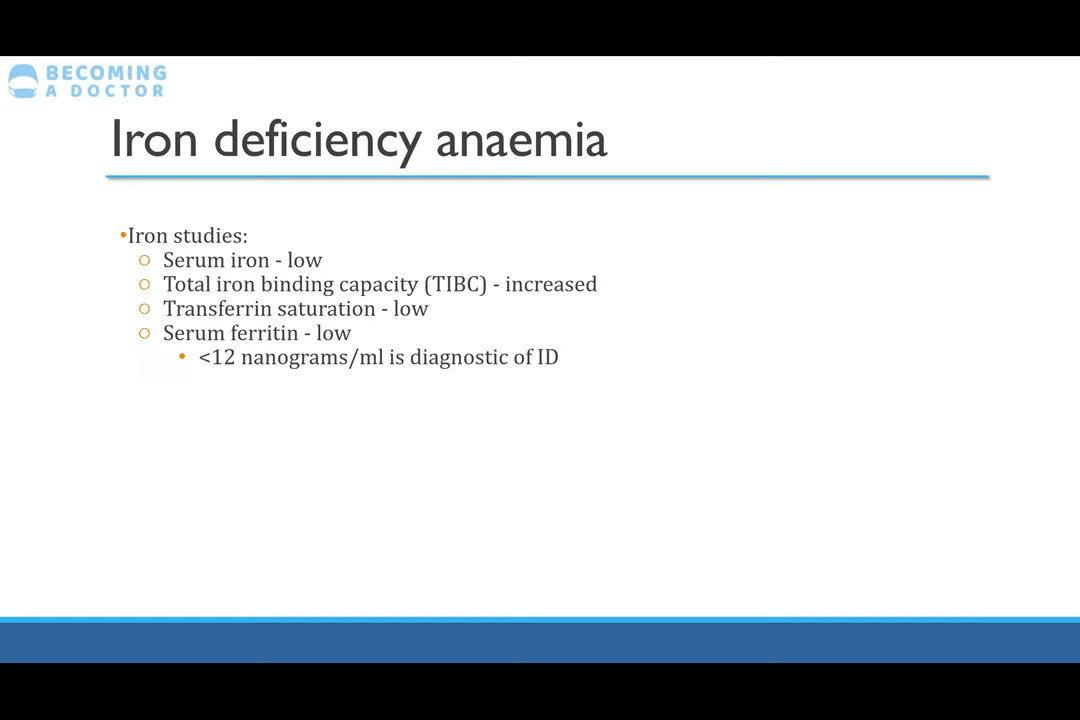 BECOMING
A DOCTOR
Iron deficiency anaemia
•Iron studies:
○ Serum iron - low
○ Total iron binding capacity (TIBC) - increased
○ Transferrin saturation - low
○ Serum ferritin - low
• <12 nanograms/ml is diagnostic of ID